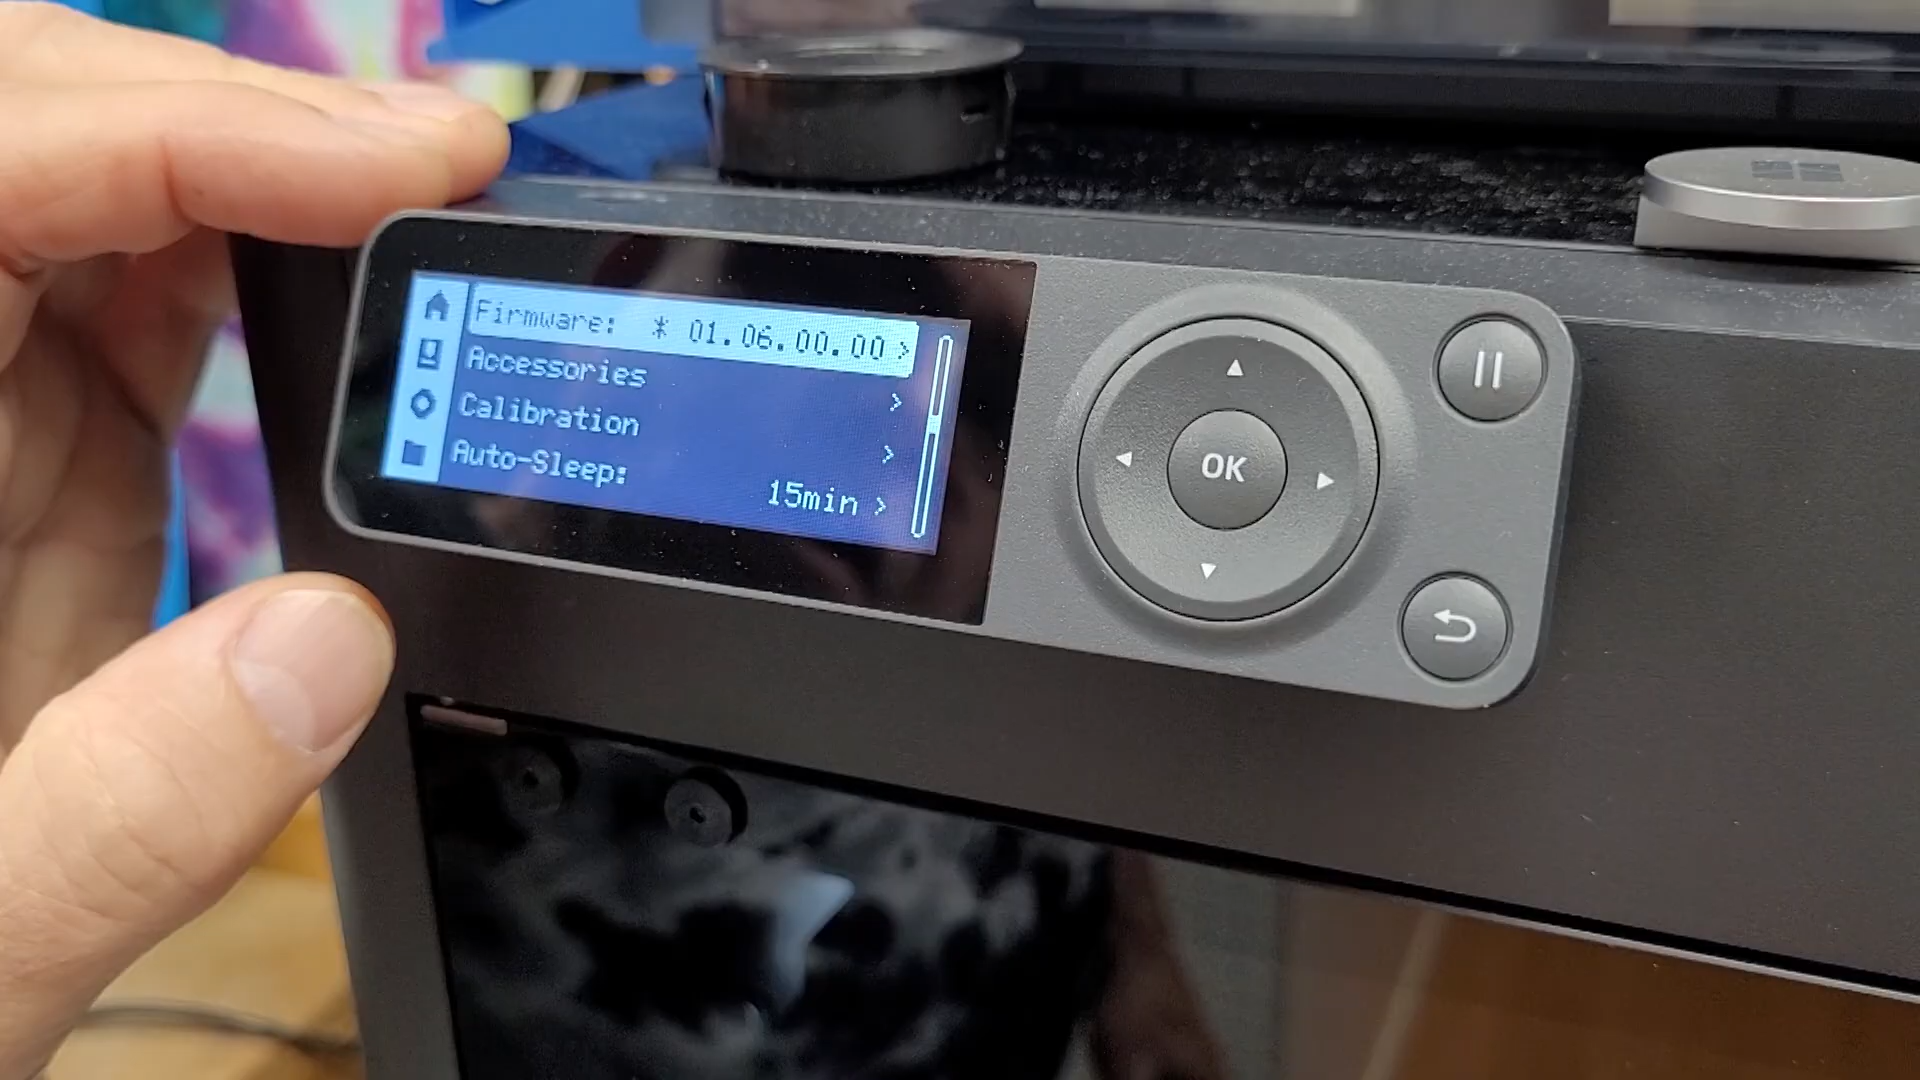 Firmware: * 01.06.00.00 >
Accessories >
Calibration >
Auto-Sleep: 15min >
OK